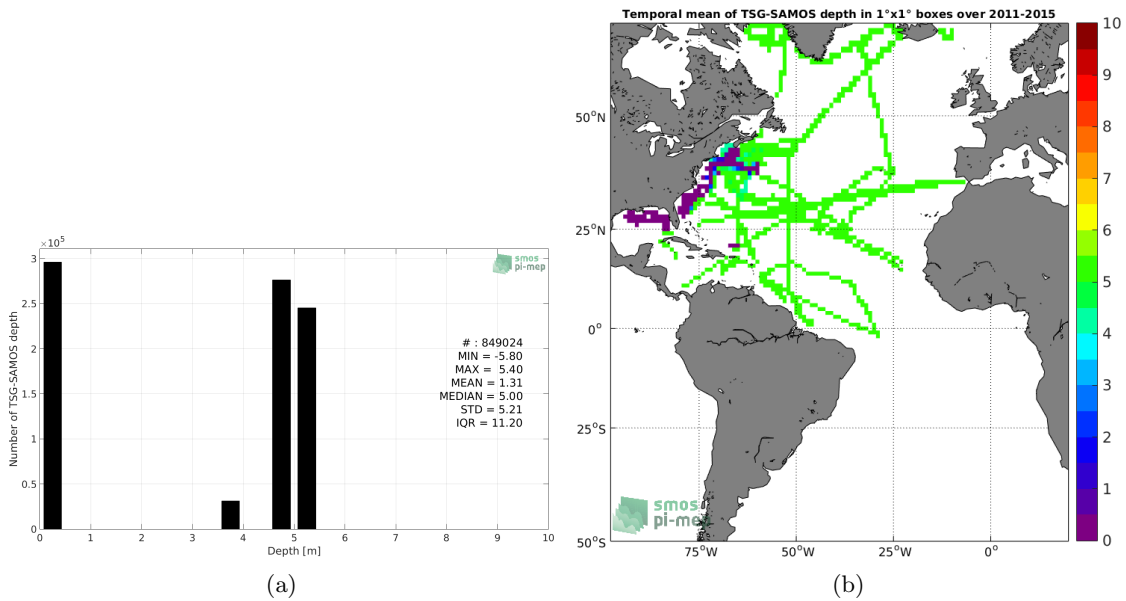 ×10⁵
3
2.5
2
1.5
1
0.5
0
Number of TSG-SAMOS depth
smos
pi-mep
# : 849024
MIN = -5.80
MAX = 5.40
MEAN = 1.31
MEDIAN = 5.00
STD = 5.21
IQR = 11.20
0 1 2 3 4 5 6 7 8 9 10
Depth [m]
(a)
Temporal mean of TSG-SAMOS depth in 1°x1° boxes over 2011-2015
50°N
25°N
0°
25°S
50°S
75°W 50°W 25°W 0°
smos
pi-mep
10
9
8
7
6
5
4
3
2
1
0
(b)